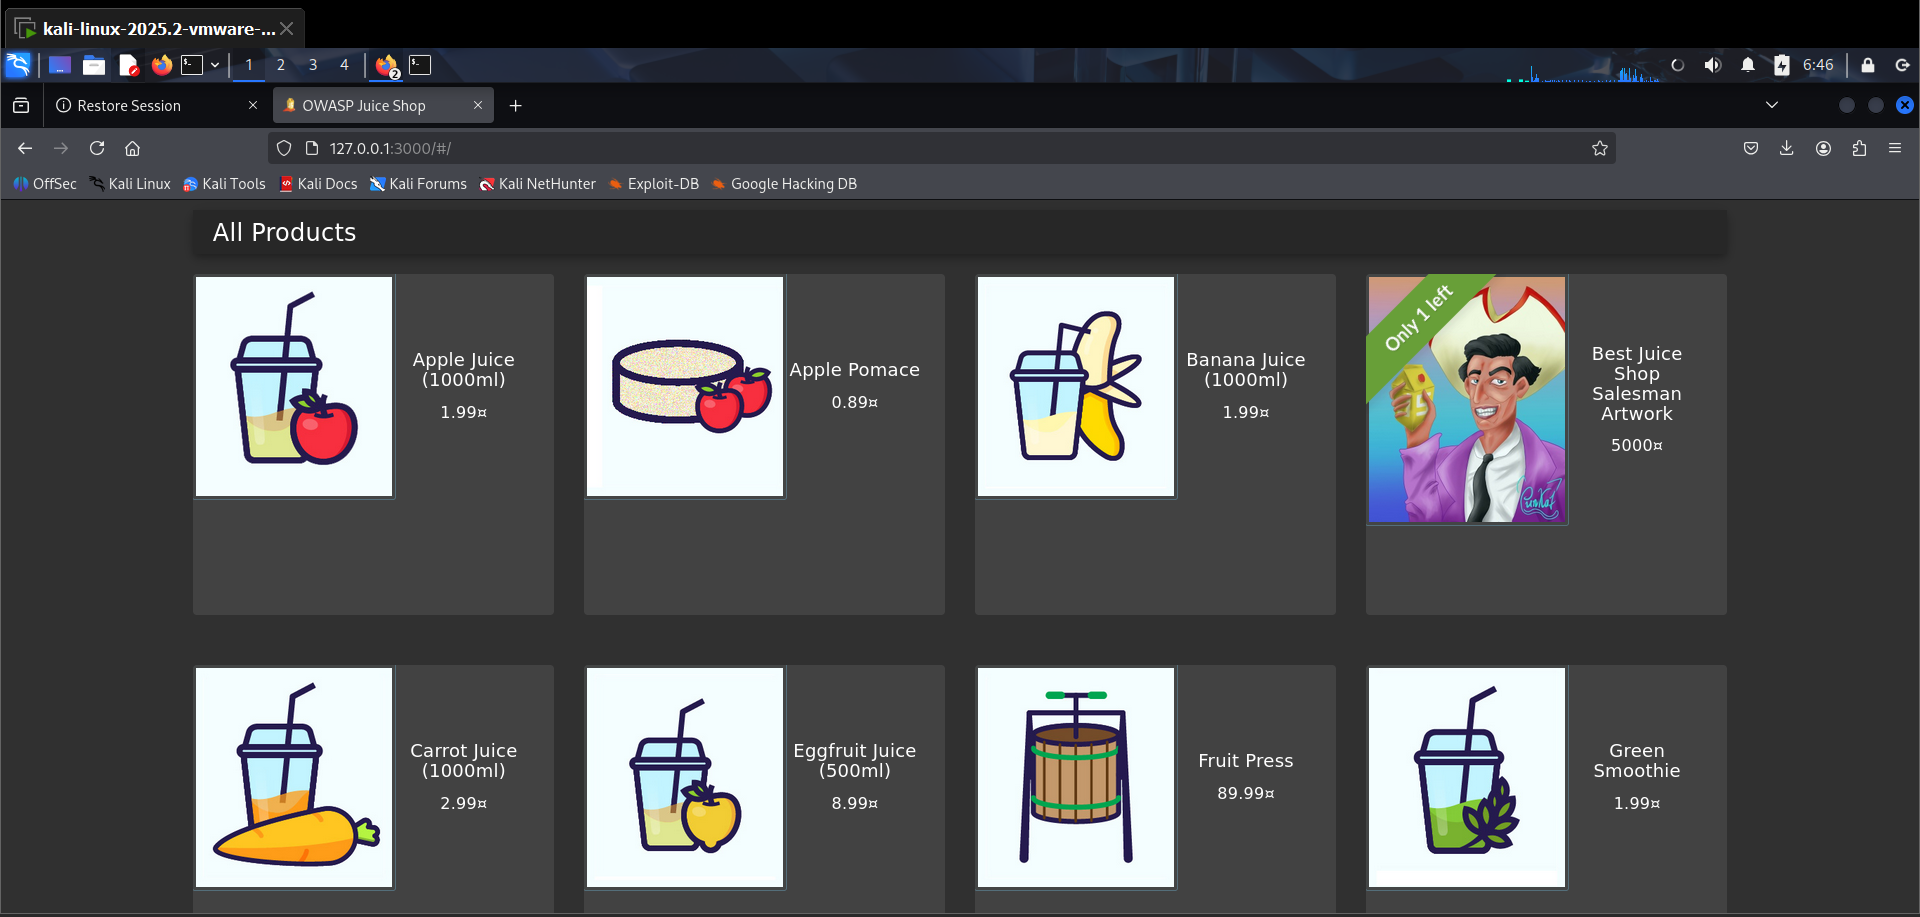 kali-linux-2025.2-vmware-...
1 2 3 4 2 6:46
Restore Session
OWASP Juice Shop
127.0.0.1:3000/#/
OffSec Kali Linux Kali Tools Kali Docs Kali Forums Kali NetHunter Exploit-DB Google Hacking DB
All Products
Apple Juice
(1000ml)
1.99¤
Apple Pomace
0.89¤
Banana Juice
(1000ml)
1.99¤
Only 1 left
Best Juice
Shop
Salesman
Artwork
5000¤
Carrot Juice
(1000ml)
2.99¤
Eggfruit Juice
(500ml)
8.99¤
Fruit Press
89.99¤
Green
Smoothie
1.99¤